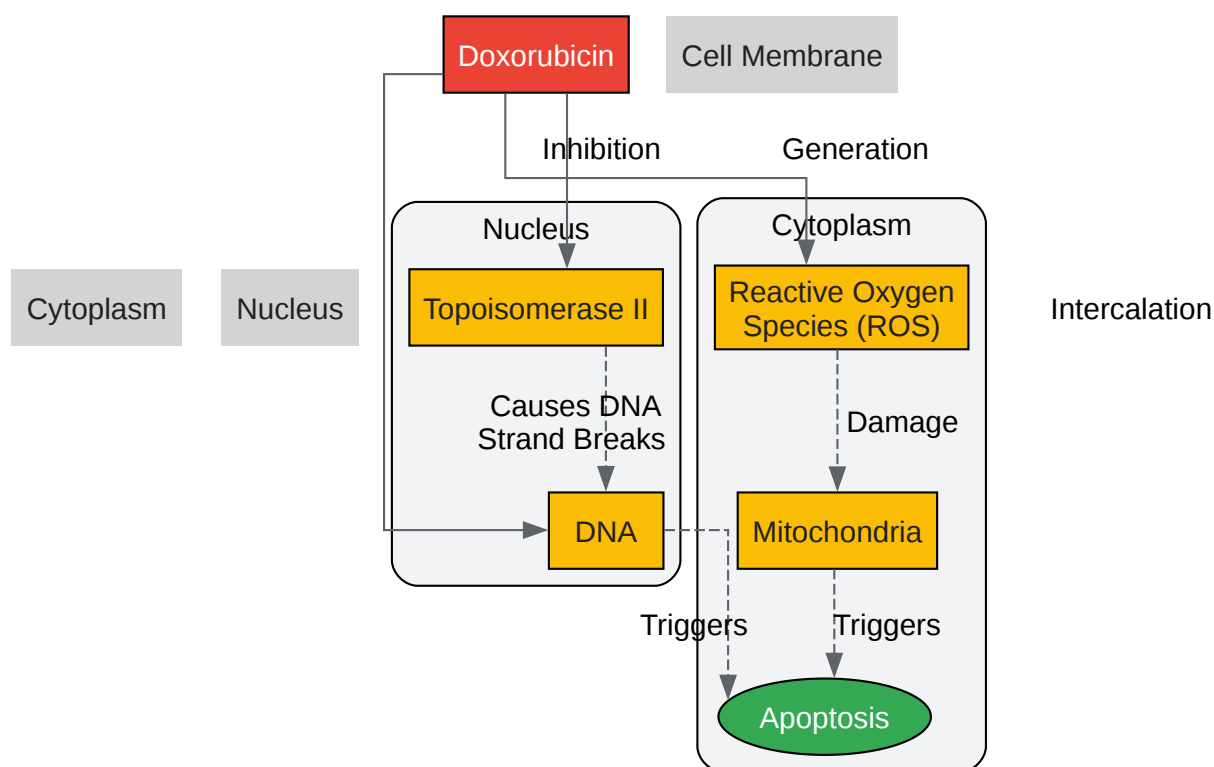 Doxorubicin
Cell Membrane
Inhibition
Generation
Nucleus
Cytoplasm
Cytoplasm
Nucleus
Topoisomerase II
Reactive Oxygen
Species (ROS)
Intercalation
Causes DNA
Strand Breaks
Damage
DNA
Mitochondria
Triggers
Triggers
Apoptosis